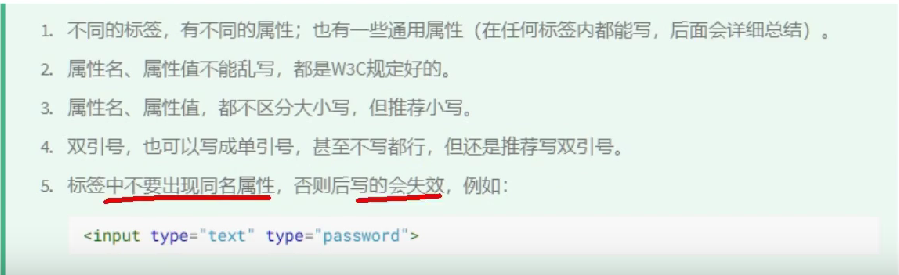 1. 不同的标签，有不同的属性；也有一些通用属性（在任何标签内都能写，后面会详细总结）。
2. 属性名、属性值不能乱写，都是W3C规定好的。
3. 属性名、属性值，都不区分大小写，但推荐小写。
4. 双引号，也可以写成单引号，甚至不写都行，但还是推荐写双引号。
5. 标签中不要出现同名属性，否则后写的会失效，例如：
<input type="text" type="password">